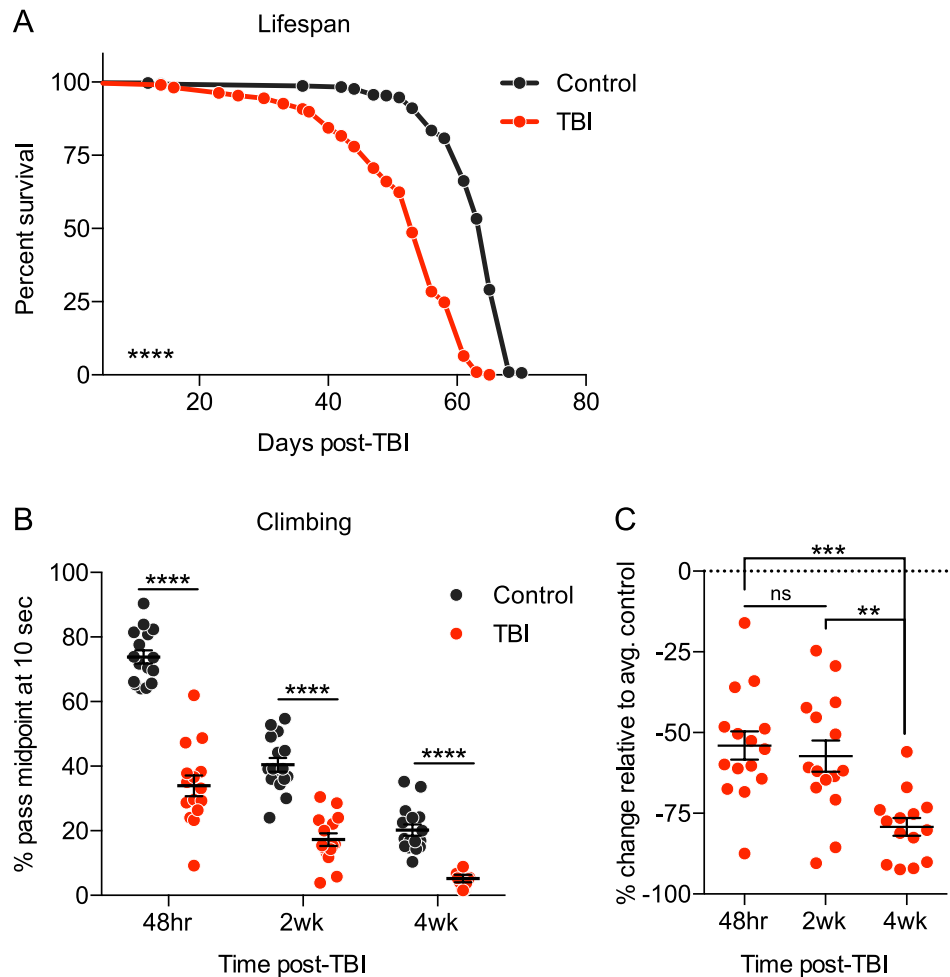 A
Lifespan
100
75
50
25
0
Percent survival
Control
TBI
****
20
40
60
80
Days post-TBI
B
Climbing
100
80
60
40
20
0
% pass midpoint at 10 sec
****
****
****
Control
TBI
48hr
2wk
4wk
Time post-TBI
C
0
-25
-50
-75
-100
% change relative to avg. control
***
ns
**
48hr
2wk
4wk
Time post-TBI